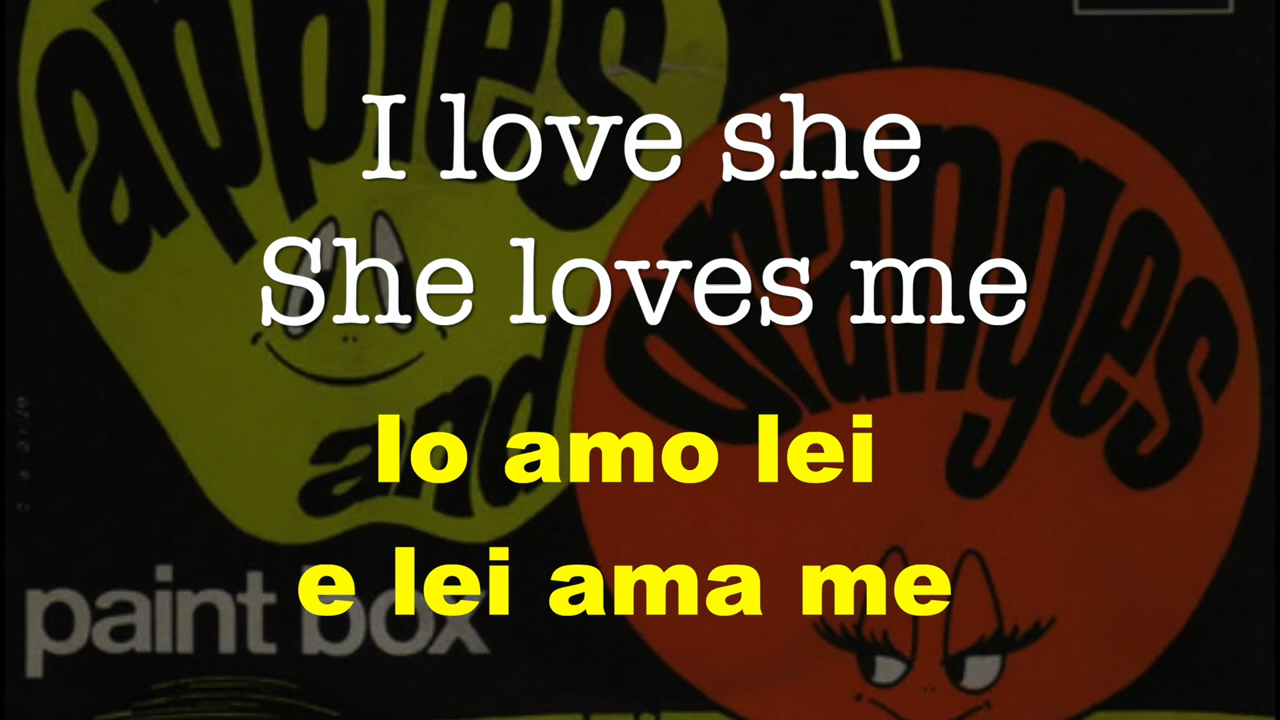 apples
I love she
oranges
She loves me
and
Io amo lei
e lei ama me
paint box